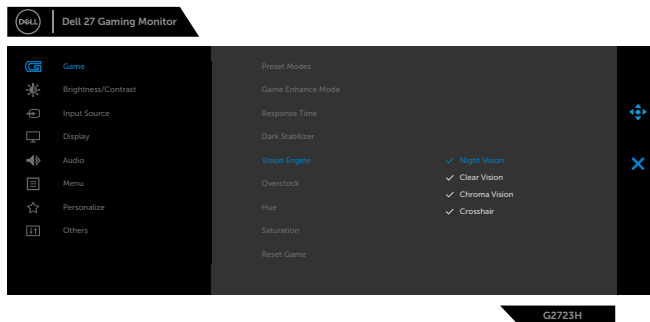 DELL
Dell 27 Gaming Monitor
Game
Brightness/Contrast
Input Source
Display
Audio
Menu
Personalize
Others
Preset Modes
Game Enhance Mode
Response Time
Dark Stabilizer
Vision Engine
Overclock
Hue
Saturation
Reset Game
Night Vision
Clear Vision
Chroma Vision
Crosshair
G2723H